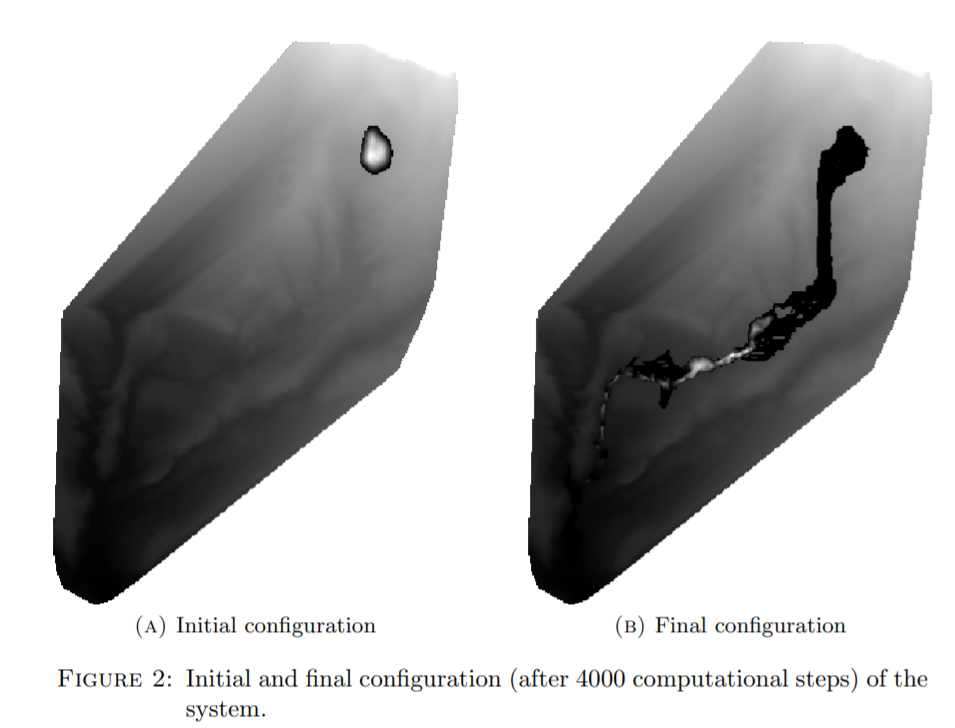 (A) Initial configuration
(B) Final configuration
FIGURE 2: Initial and final configuration (after 4000 computational steps) of the
system.